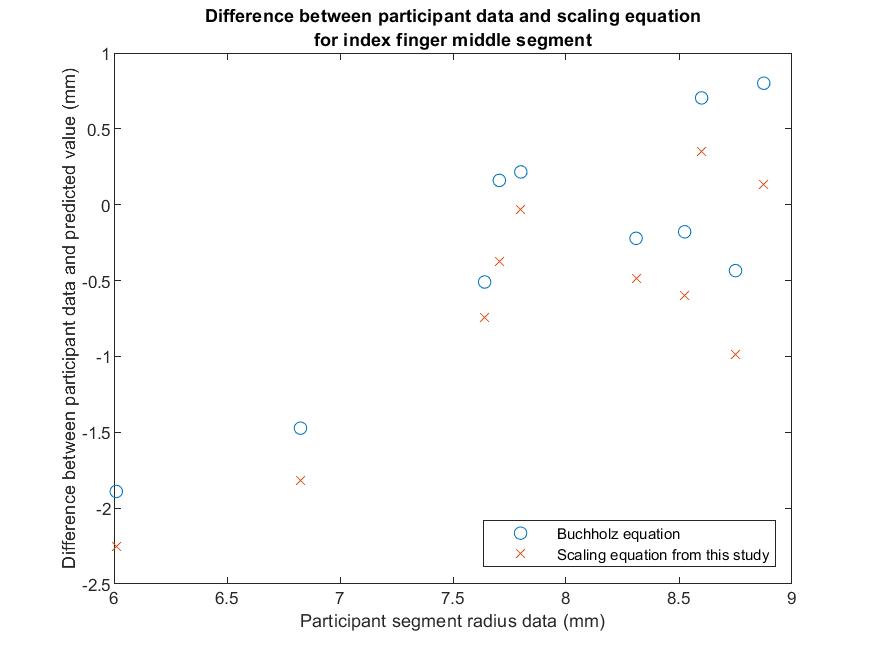 Difference between participant data and scaling equation
for index finger middle segment
Difference between participant data and predicted value (mm)
1
0.5
0
-0.5
-1
-1.5
-2
-2.5
Buchholz equation
Scaling equation from this study
6
6.5
7
7.5
8
8.5
9
Participant segment radius data (mm)